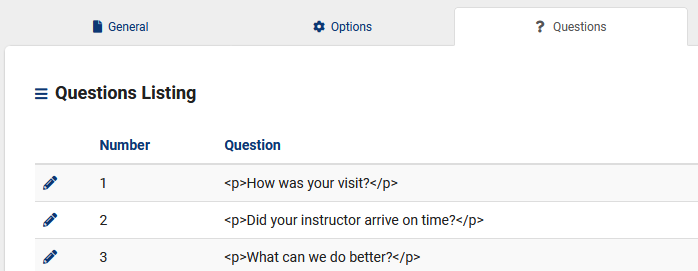 General Options Questions
Questions Listing
Number Question
1 <p>How was your visit?</p>
2 <p>Did your instructor arrive on time?</p>
3 <p>What can we do better?</p>